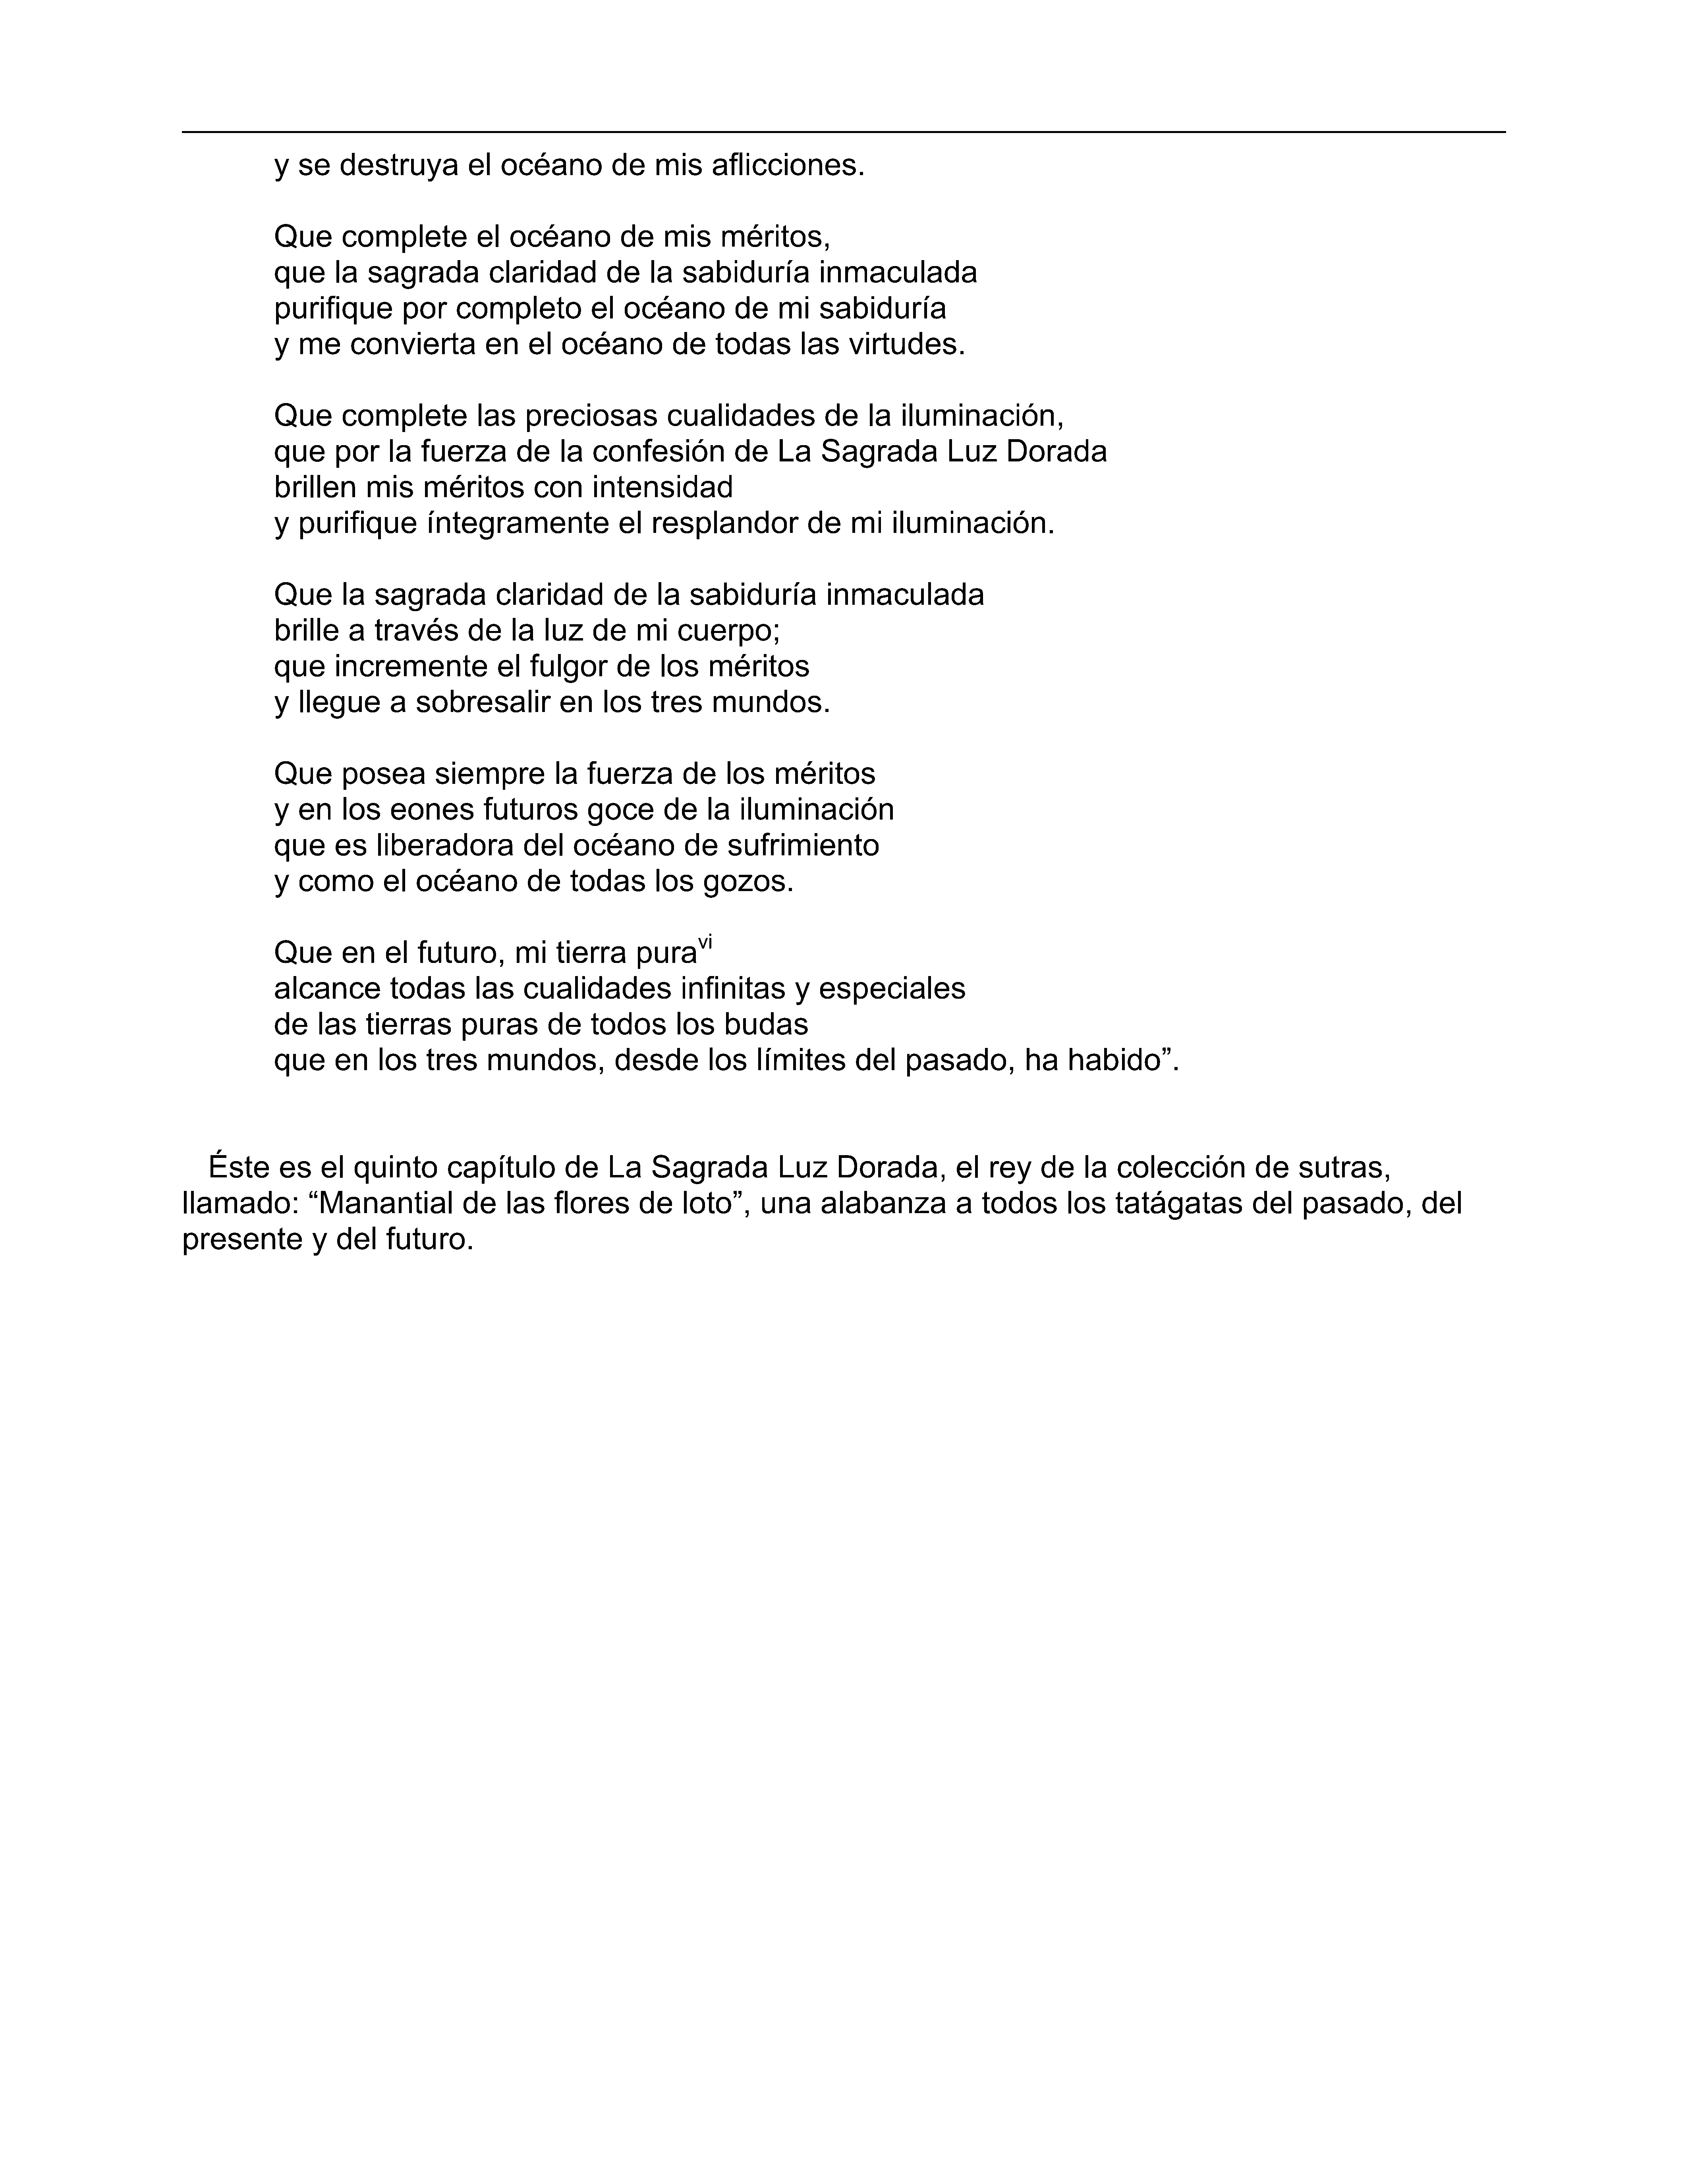 y se destruya el océano de mis aflicciones.
Que complete el océano de mis méritos,
que la sagrada claridad de la sabiduría inmaculada
purifique por completo el océano de mi sabiduría
y me convierta en el océano de todas las virtudes.
Que complete las preciosas cualidades de la iluminación,
que por la fuerza de la confesión de La Sagrada Luz Dorada
brillen mis méritos con intensidad
y purifique íntegramente el resplandor de mi iluminación.
Que la sagrada claridad de la sabiduría inmaculada
brille a través de la luz de mi cuerpo;
que incremente el fulgor de los méritos
y llegue a sobresalir en los tres mundos.
Que posea siempre la fuerza de los méritos
y en los eones futuros goce de la iluminación
que es liberadora del océano de sufrimiento
y como el océano de todas los gozos.
Que en el futuro, mi tierra pura^vi
alcance todas las cualidades infinitas y especiales
de las tierras puras de todos los budas
que en los tres mundos, desde los límites del pasado, ha habido”.
Éste es el quinto capítulo de La Sagrada Luz Dorada, el rey de la colección de sutras,
llamado: “Manantial de las flores de loto”, una alabanza a todos los tatágatas del pasado, del
presente y del futuro.